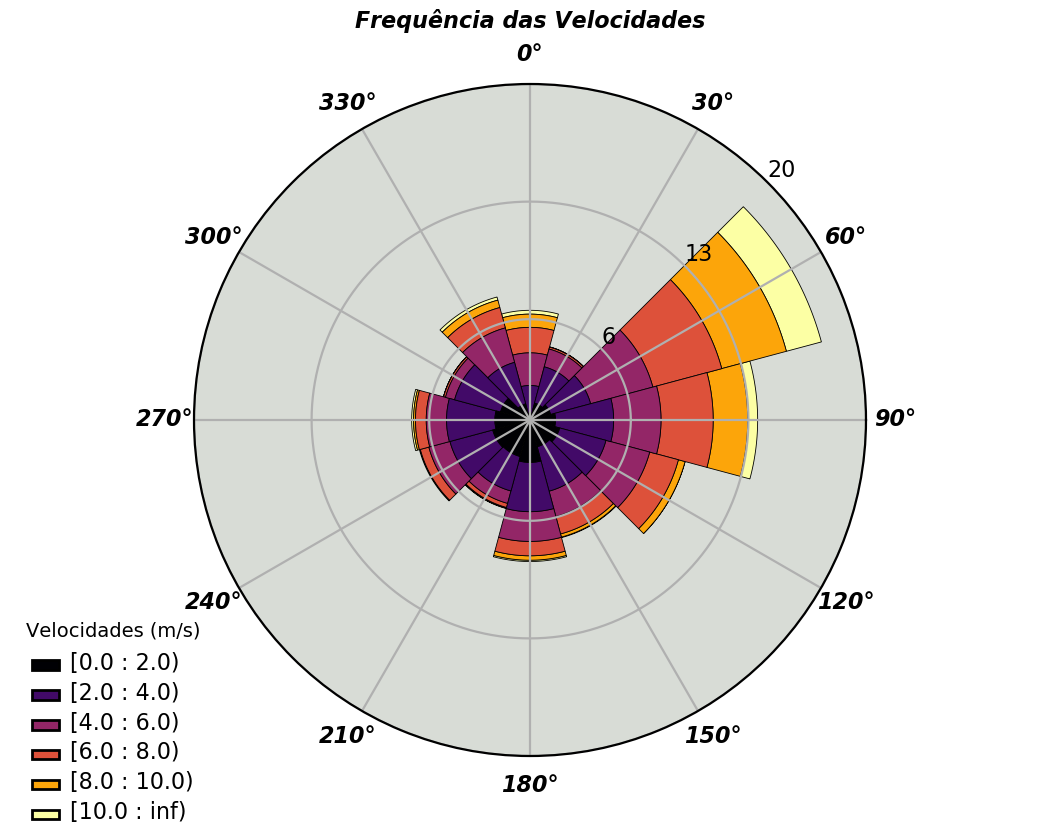 Frequência das Velocidades
0°
330°
30°
20
300°
60°
13
6
270°
90°
240°
120°
210°
150°
180°
Velocidades (m/s)
[0.0 : 2.0)
[2.0 : 4.0)
[4.0 : 6.0)
[6.0 : 8.0)
[8.0 : 10.0)
[10.0 : inf)